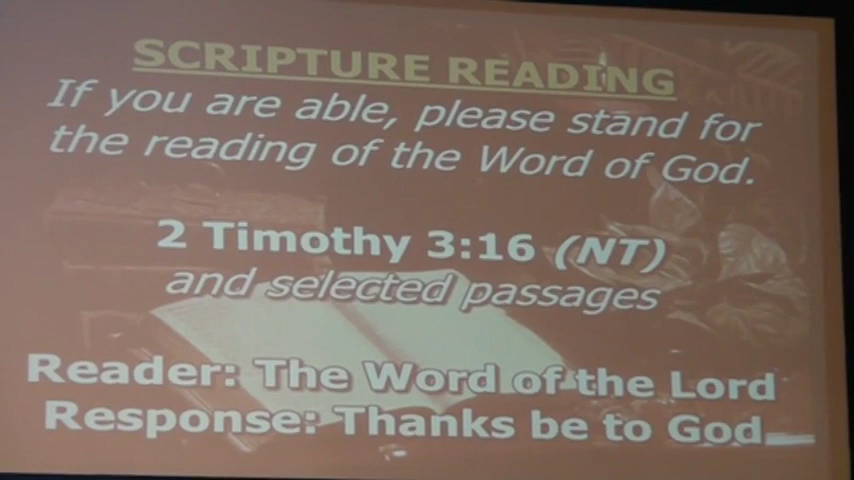 SCRIPTURE READING
If you are able, please stand for
the reading of the Word of God.
2 Timothy 3:16 (NT)
and selected passages
Reader: The Word of the Lord
Response: Thanks be to God